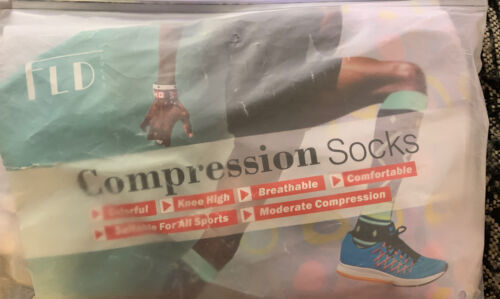 FLD
Compression Socks
Colorful Knee High Breathable Comfortable
Suitable For All Sports Moderate Compression